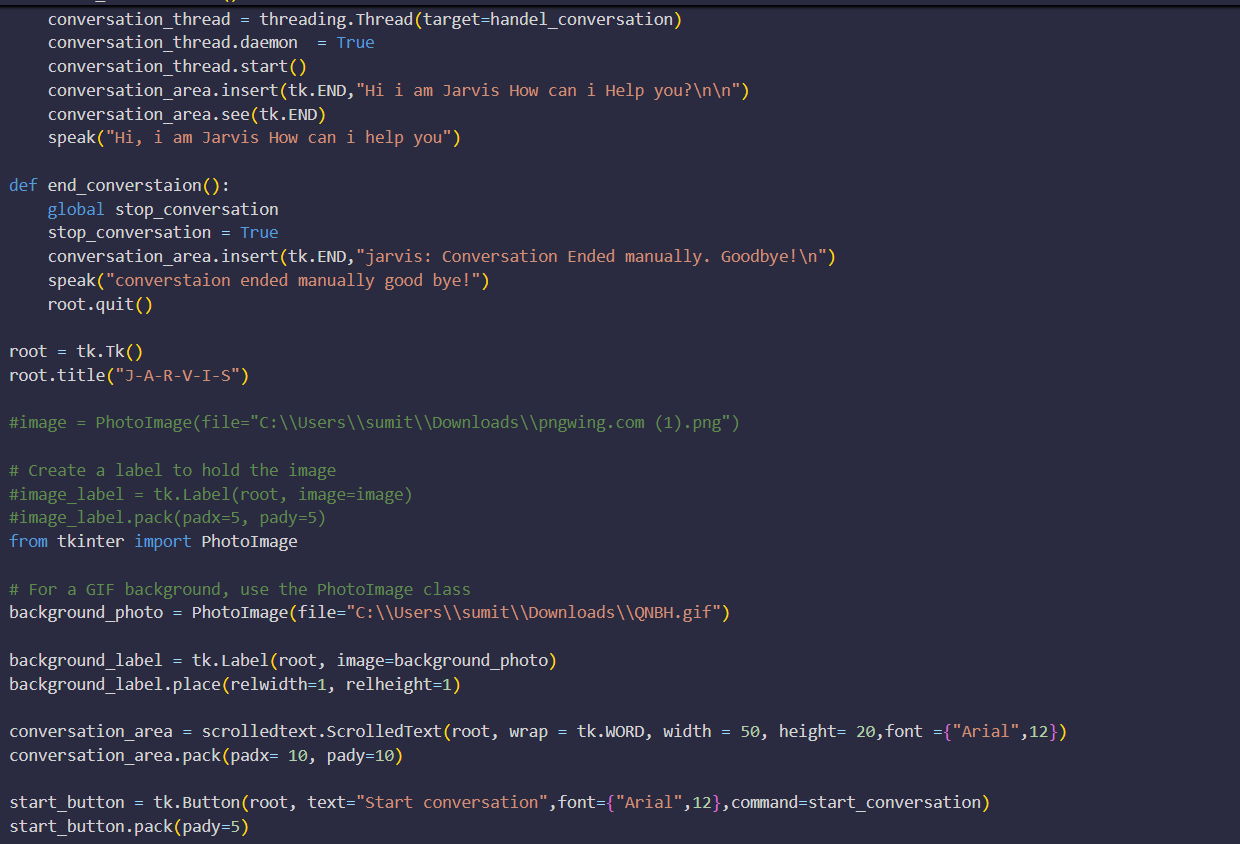 conversation_thread = threading.Thread(target=handel_conversation)
    conversation_thread.daemon  = True
    conversation_thread.start()
    conversation_area.insert(tk.END,"Hi i am Jarvis How can i Help you?\n\n")
    conversation_area.see(tk.END)
    speak("Hi, i am Jarvis How can i help you")

def end_converstaion():
    global stop_conversation
    stop_conversation = True
    conversation_area.insert(tk.END,"jarvis: Conversation Ended manually. Goodbye!\n")
    speak("converstaion ended manually good bye!")
    root.quit()

root = tk.Tk()
root.title("J-A-R-V-I-S")

#image = PhotoImage(file="C:\\Users\\sumit\\Downloads\\pngwing.com (1).png")

# Create a label to hold the image
#image_label = tk.Label(root, image=image)
#image_label.pack(padx=5, pady=5)
from tkinter import PhotoImage

# For a GIF background, use the PhotoImage class
background_photo = PhotoImage(file="C:\\Users\\sumit\\Downloads\\QNBH.gif")

background_label = tk.Label(root, image=background_photo)
background_label.place(relwidth=1, relheight=1)

conversation_area = scrolledtext.ScrolledText(root, wrap = tk.WORD, width = 50, height= 20,font ={"Arial",12})
conversation_area.pack(padx= 10, pady=10)

start_button = tk.Button(root, text="Start conversation",font={"Arial",12},command=start_conversation)
start_button.pack(pady=5)